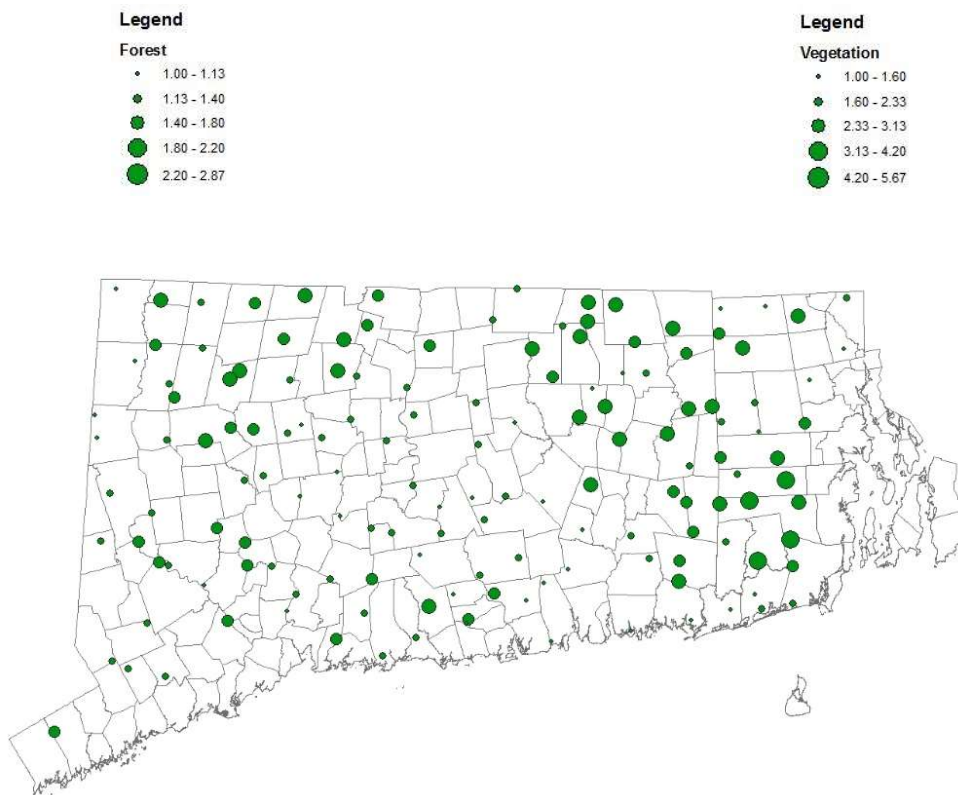 Legend
Forest
1.00 - 1.13
1.13 - 1.40
1.40 - 1.80
1.80 - 2.20
2.20 - 2.87
Legend
Vegetation
1.00 - 1.60
1.60 - 2.33
2.33 - 3.13
3.13 - 4.20
4.20 - 5.67